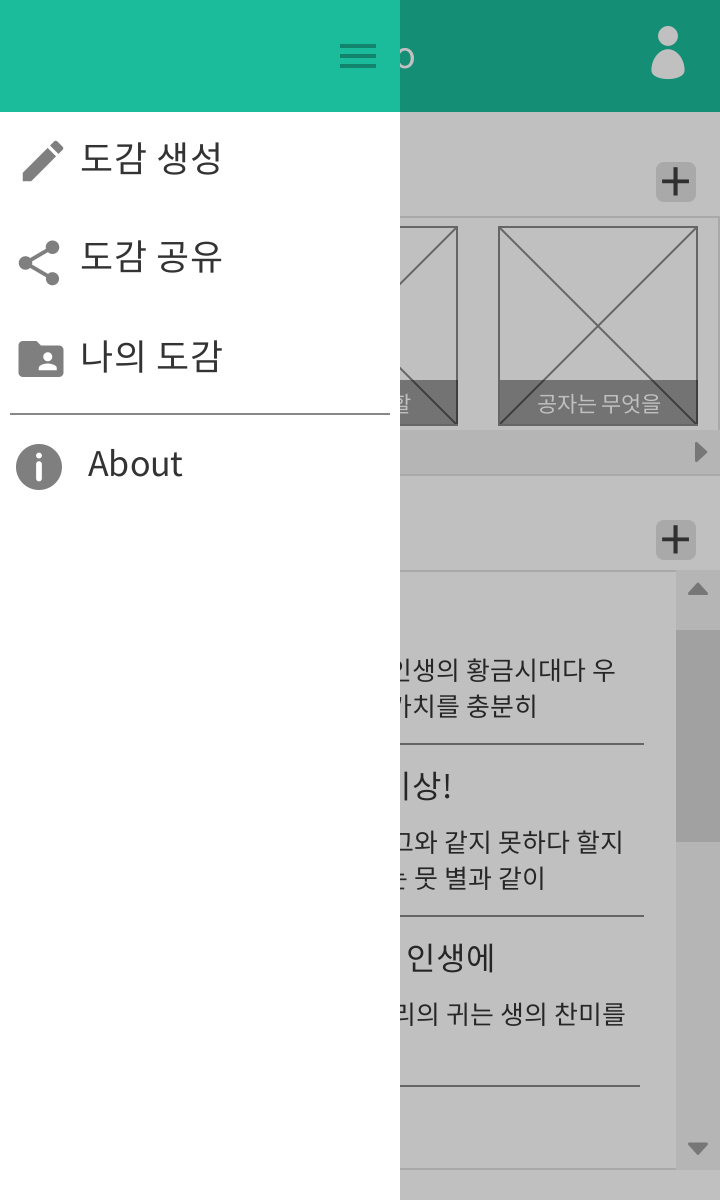 도감 생성
도감 공유
나의 도감
About
공자는 무엇을
인생의 황금시대다 우
가치를 충분히
이상!
그와 같지 못하다 할지
는 뭇 별과 같이
인생에
리의 귀는 생의 찬미를